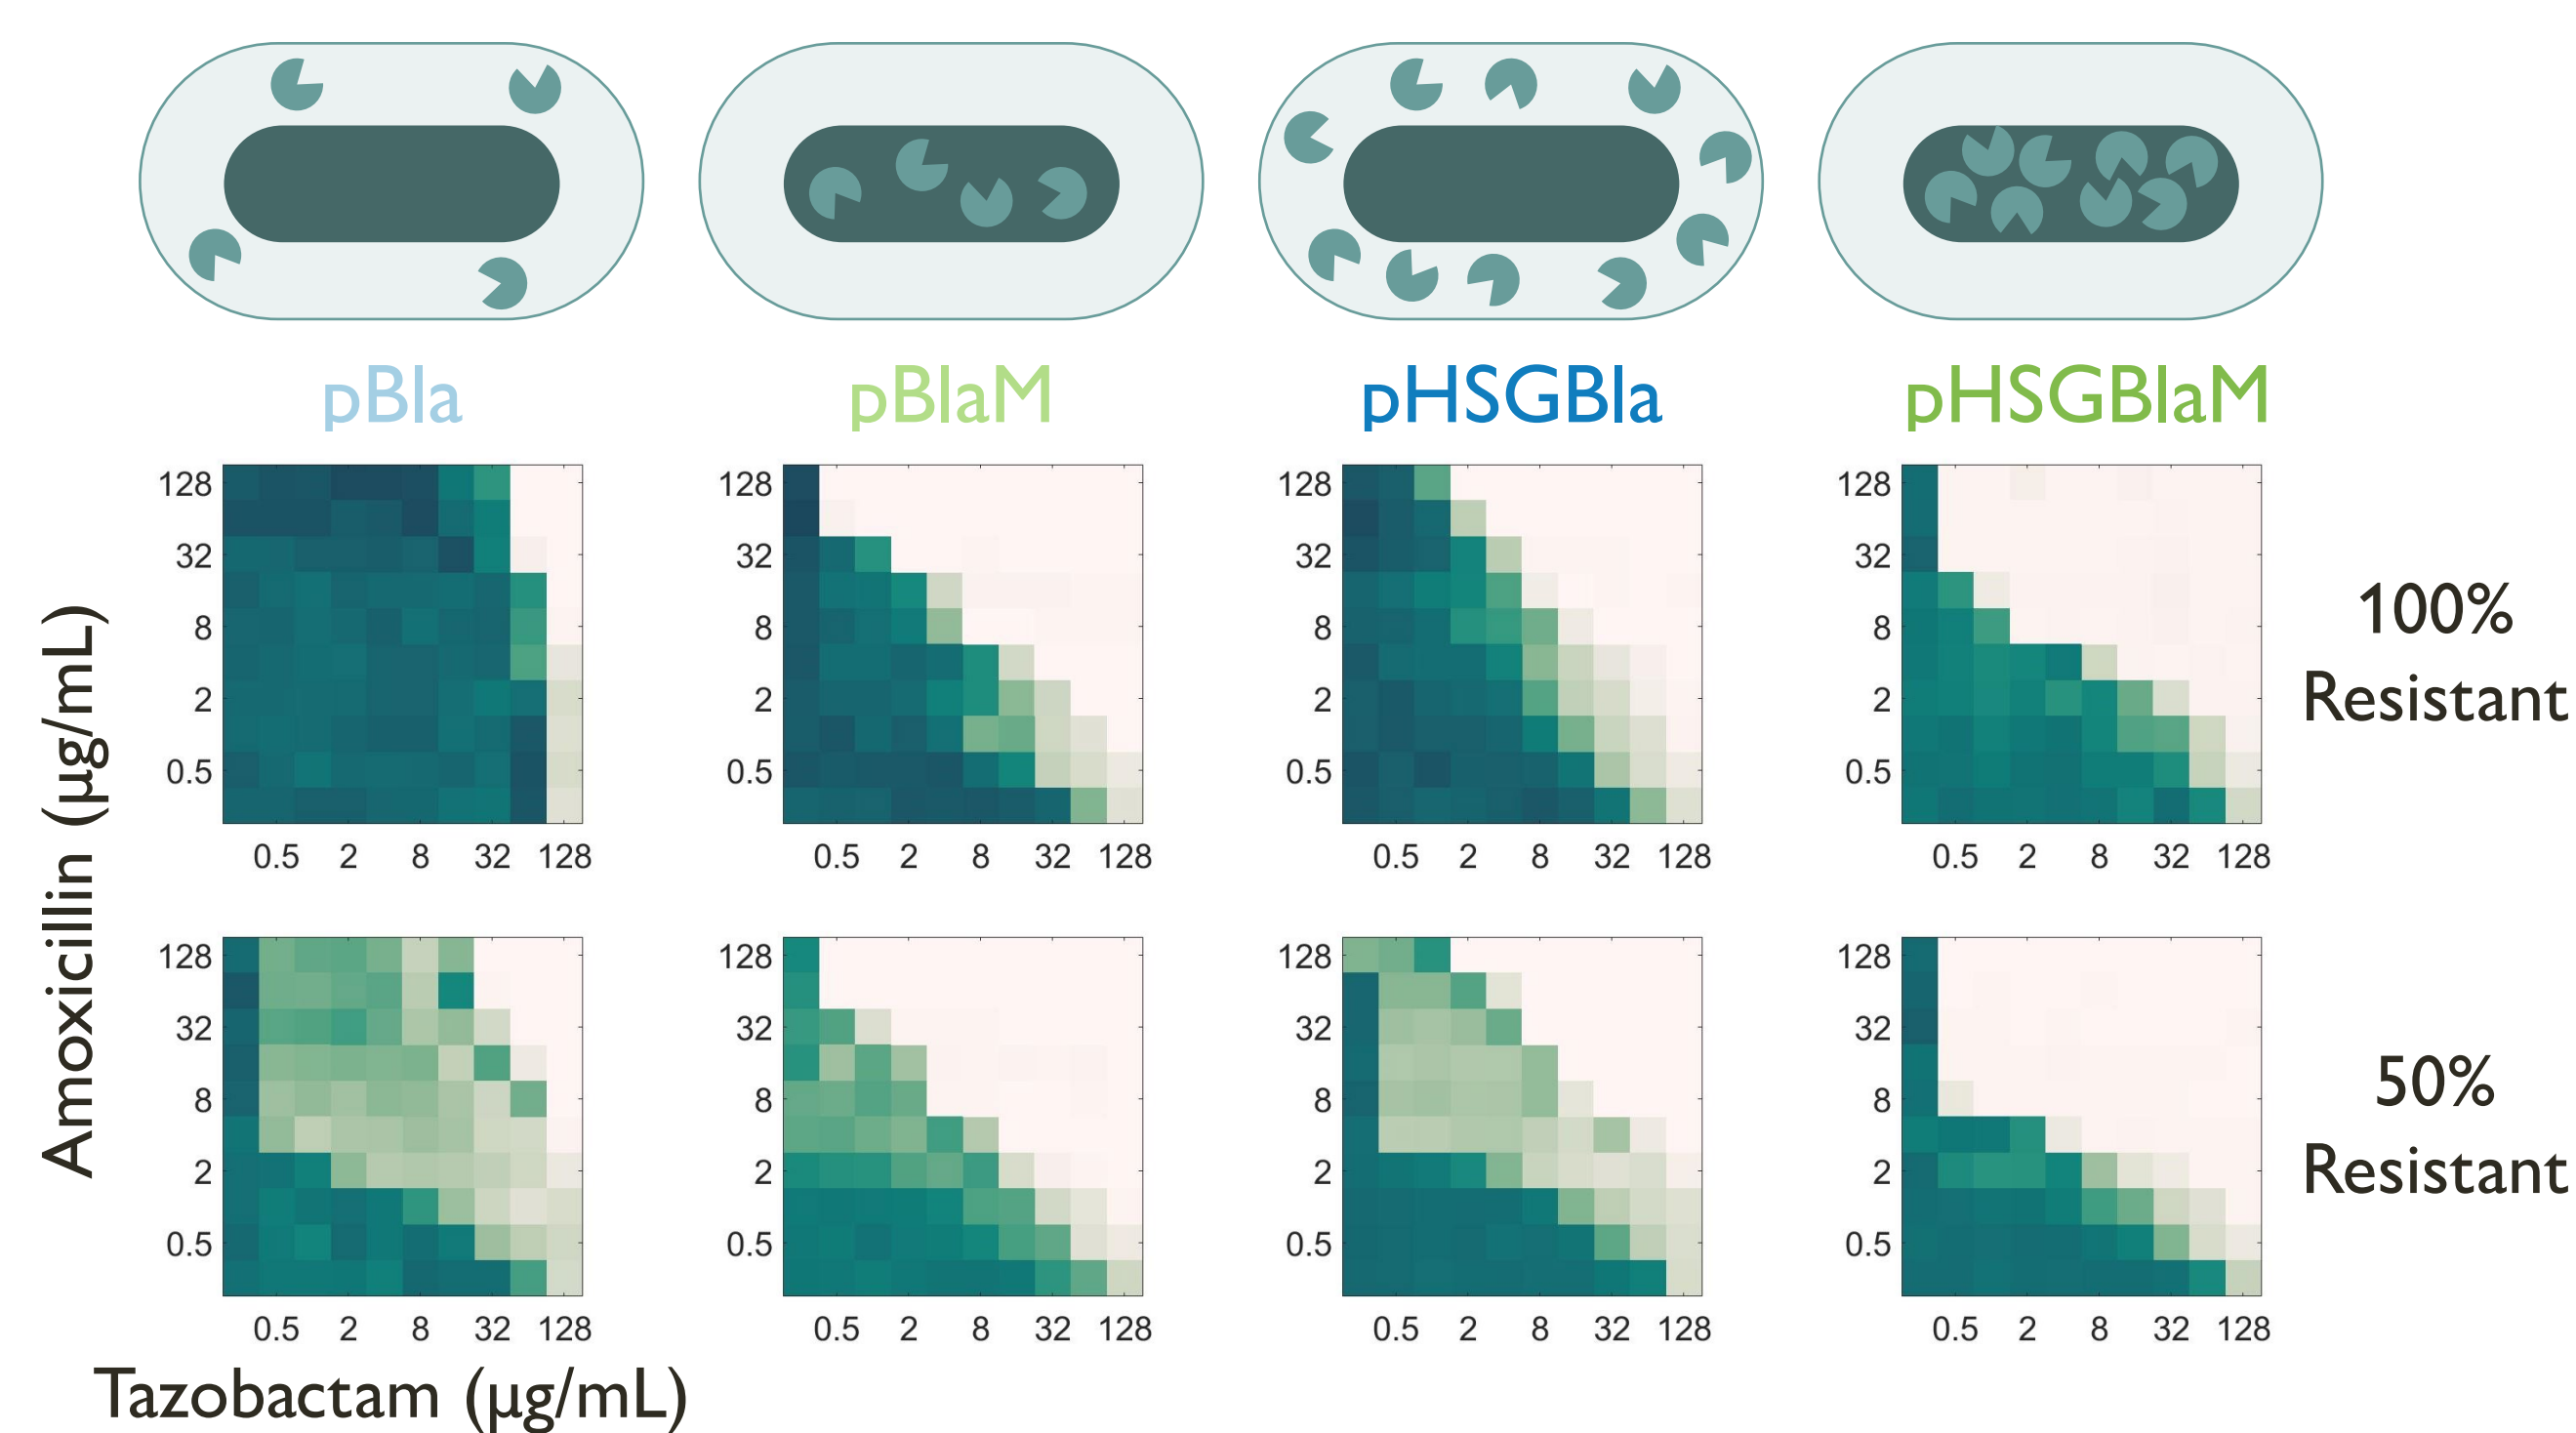 pBla pBlaM pHSGBla pHSGBlaM
128 128 128 128
32 32 32 32
8 8 8 8
2 2 2 2
0.5 0.5 0.5 0.5
0.5 2 8 32 128 0.5 2 8 32 128 0.5 2 8 32 128 0.5 2 8 32 128
100%
Resistant
Amoxicillin (μg/mL)
128 128 128 128
32 32 32 32
8 8 8 8
2 2 2 2
0.5 0.5 0.5 0.5
0.5 2 8 32 128 0.5 2 8 32 128 0.5 2 8 32 128 0.5 2 8 32 128
50%
Resistant
Tazobactam (μg/mL)